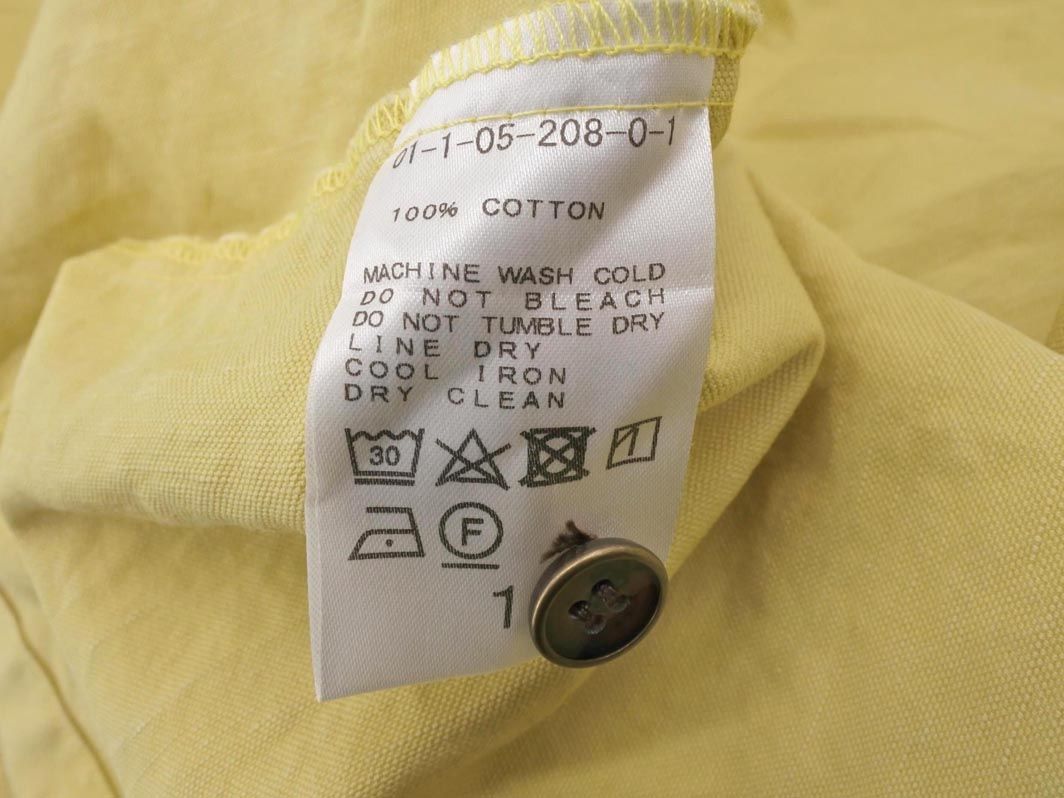 01-1-05-208-0-1
100% COTTON
MACHINE WASH COLD
DO NOT BLEACH
DO NOT TUMBLE DRY
LINE DRY
COOL IRON
DRY CLEAN
30
F
1